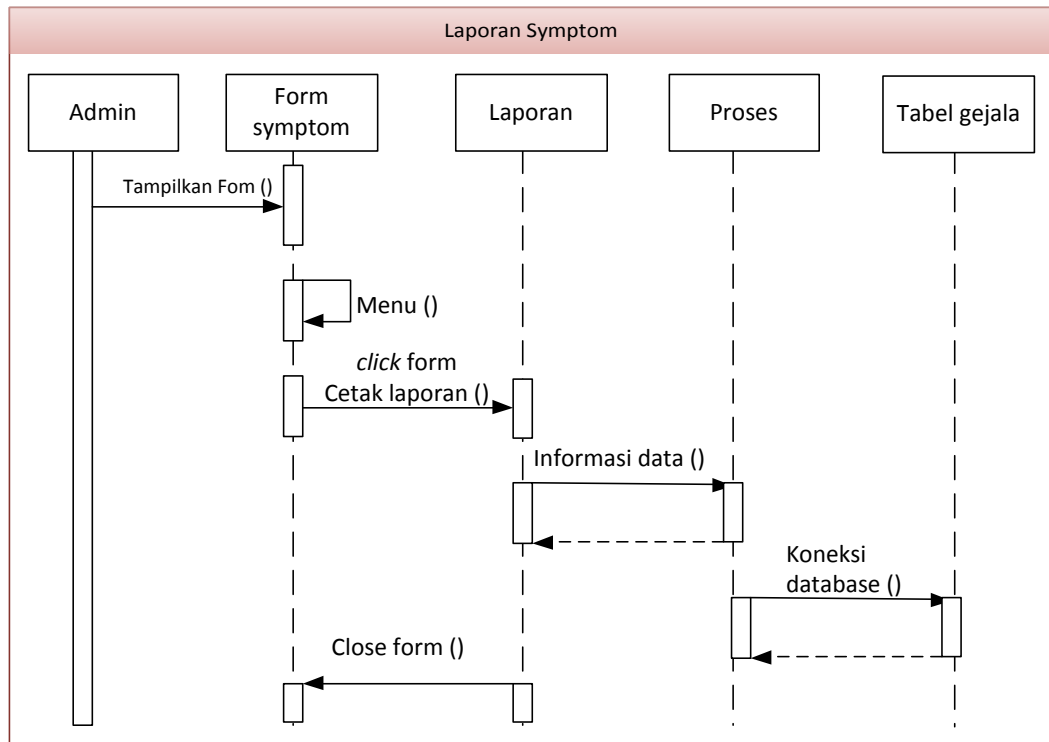 Laporan Symptom
Admin
Form
symptom
Laporan
Proses
Tabel gejala
Tampilkan Fom ()
Menu ()
click form
Cetak laporan ()
Informasi data ()
Koneksi
database ()
Close form ()